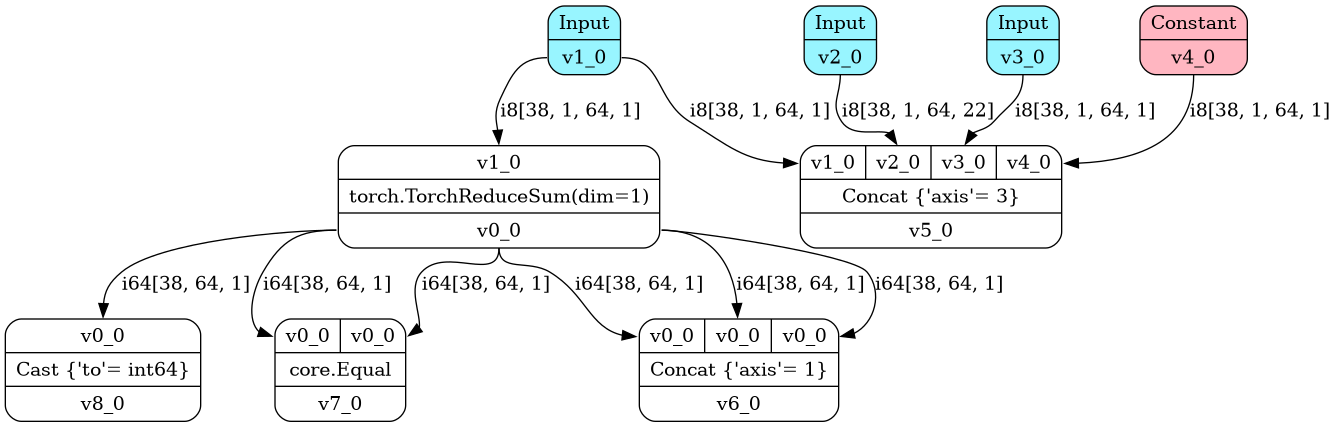 Input
v1_0
Input
v2_0
Input
v3_0
Constant
v4_0
i8[38, 1, 64, 1]
i8[38, 1, 64, 1]
i8[38, 1, 64, 22]
i8[38, 1, 64, 1]
i8[38, 1, 64, 1]
v1_0
torch.TorchReduceSum(dim=1)
v0_0
v1_0 v2_0 v3_0 v4_0
Concat {'axis'= 3}
v5_0
i64[38, 64, 1]
i64[38, 64, 1]
i64[38, 64, 1]
i64[38, 64, 1]
i64[38, 64, 1]
i64[38, 64, 1]
v0_0
Cast {'to'= int64}
v8_0
v0_0 v0_0
core.Equal
v7_0
v0_0 v0_0 v0_0
Concat {'axis'= 1}
v6_0